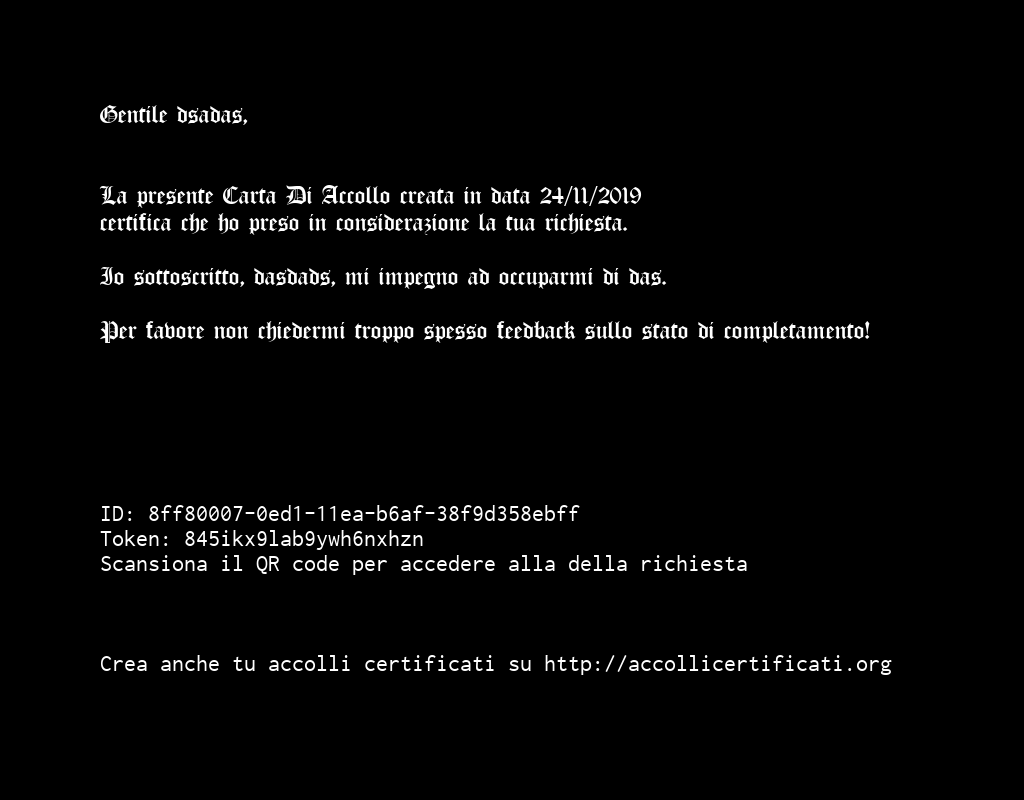 Gentile dsadas,
La presente Carta Di Accollo creata in data 24/11/2019
certifica che ho preso in considerazione la tua richiesta.
Io sottoscritto, dasdads, mi impegno ad occuparmi di das.
Per favore non chiedermi troppo spesso feedback sullo stato di completamento!
ID: 8ff80007-0ed1-11ea-b6af-38f9d358ebff
Token: 845ikx9lab9ywh6nxhzn
Scansiona il QR code per accedere alla della richiesta
Crea anche tu accolli certificati su http://accollicertificati.org